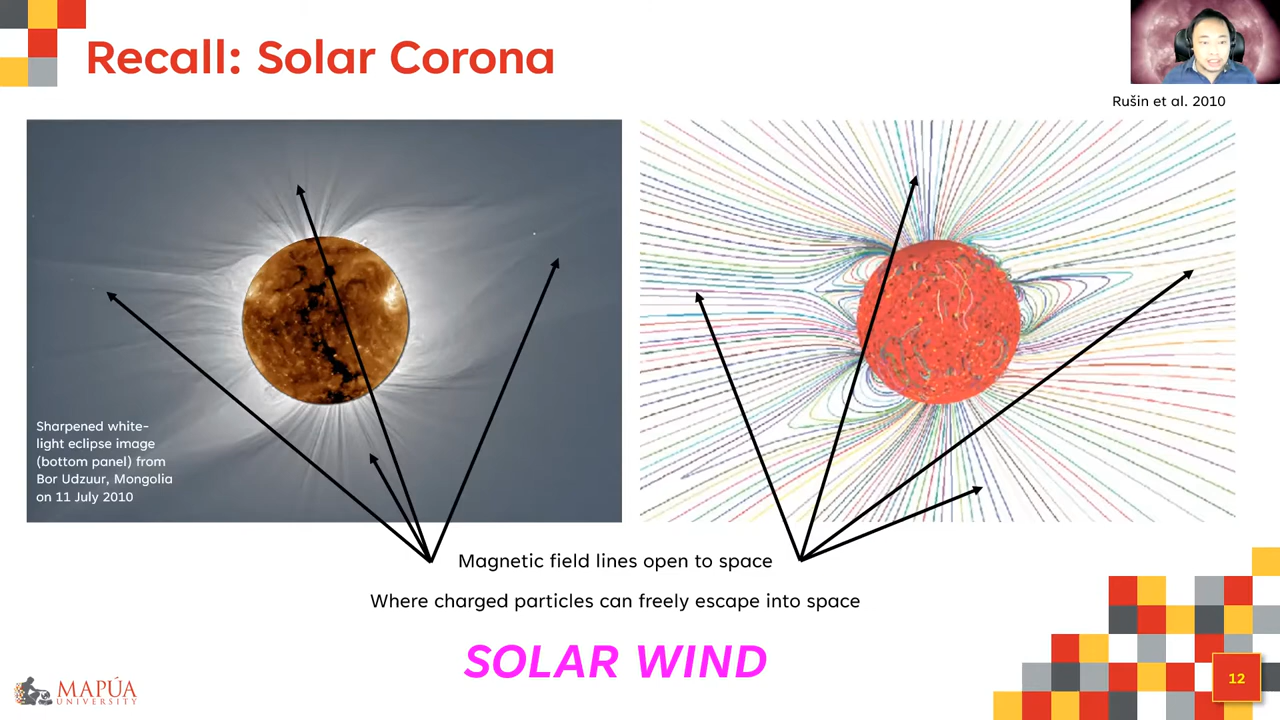 Recall: Solar Corona
Rušin et al. 2010
Sharpened white-
light eclipse image
(bottom panel) from
Bor Udzuur, Mongolia
on 11 July 2010
Magnetic field lines open to space
Where charged particles can freely escape into space
SOLAR WIND
MAPÚA
UNIVERSITY
12